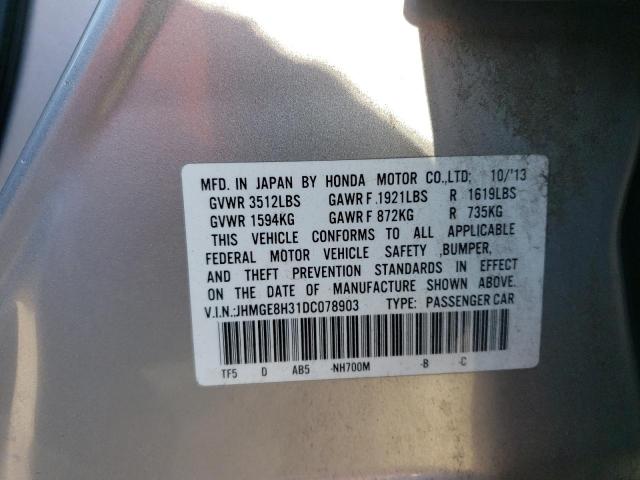 MFD. IN JAPAN BY HONDA MOTOR CO.,LTD; 10/'13
GVWR 3512LBS GAWR F .1921LBS R 1619LBS
GVWR 1594KG GAWR F 872KG R 735KG
THIS VEHICLE CONFORMS TO ALL APPLICABLE
FEDERAL MOTOR VEHICLE SAFETY ,BUMPER,
AND THEFT PREVENTION STANDARDS IN EFFECT
ON THE DATE OF MANUFACTURE SHOWN ABOVE.
V.I.N.:JHMGE8H31DC078903 TYPE: PASSENGER CAR
TF5 D AB5 -NH700M -B -C